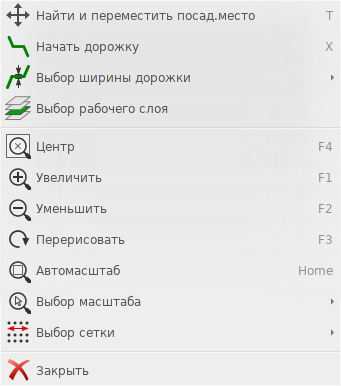 Найти и переместить посад.место T
Начать дорожку X
Выбор ширины дорожки
Выбор рабочего слоя
Центр F4
Увеличить F1
Уменьшить F2
Перерисовать F3
Автомасштаб Home
Выбор масштаба
Выбор сетки
Закрыть